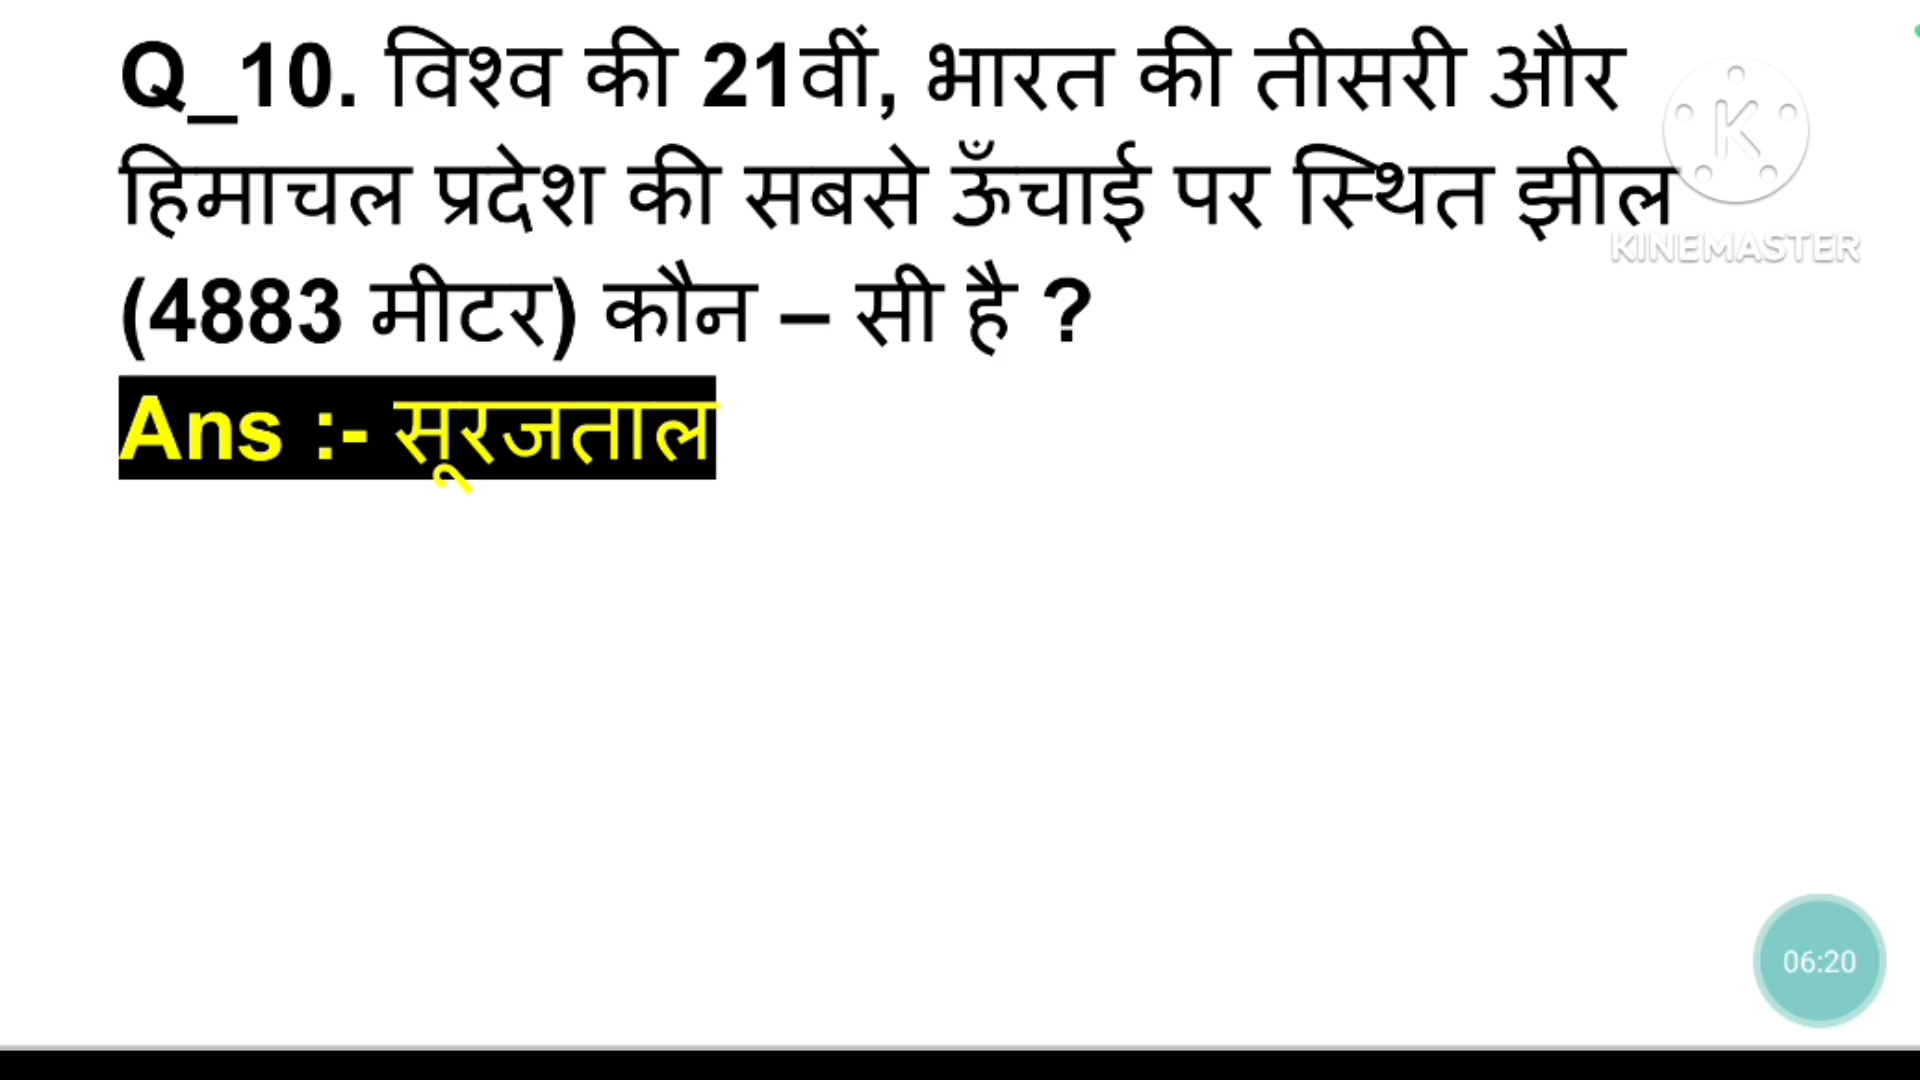 Q_10. विश्व की 21वीं, भारत की तीसरी और
हिमाचल प्रदेश की सबसे ऊँचाई पर स्थित झील
(4883 मीटर) कौन – सी है ?
Ans :- सूरजताल
K
KINEMASTER
06:20